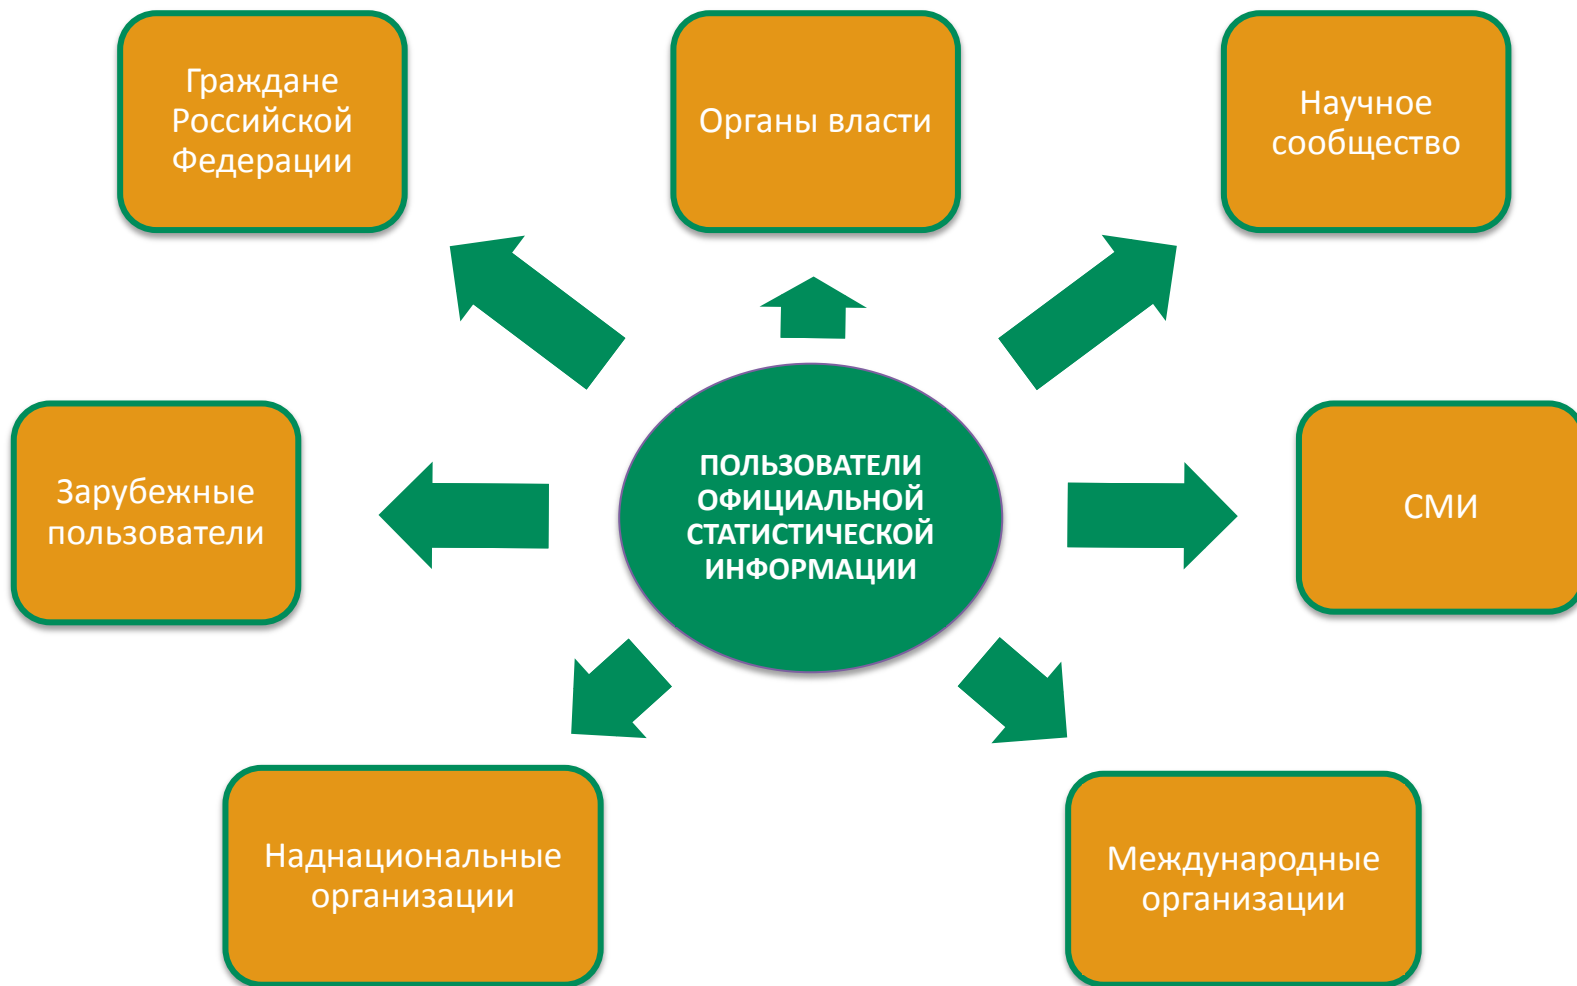 Граждане
Российской
Федерации
Органы власти
Научное
сообщество
Зарубежные
пользователи
ПОЛЬЗОВАТЕЛИ
ОФИЦИАЛЬНОЙ
СТАТИСТИЧЕСКОЙ
ИНФОРМАЦИИ
СМИ
Наднациональные
организации
Международные
организации